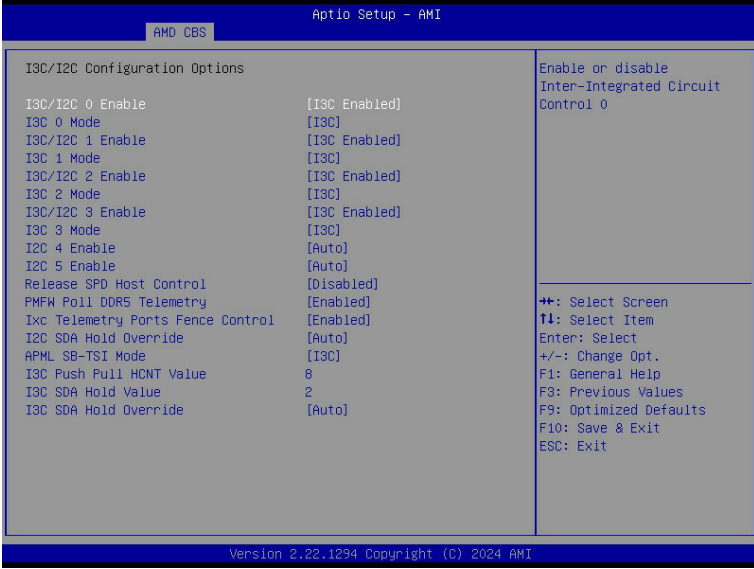 Aptio Setup – AMI
AMD CBS
I3C/I2C Configuration Options
I3C/I2C 0 Enable [I3C Enabled]
I3C 0 Mode [I3C]
I3C/I2C 1 Enable [I3C Enabled]
I3C 1 Mode [I3C]
I3C/I2C 2 Enable [I3C Enabled]
I3C 2 Mode [I3C]
I3C/I2C 3 Enable [I3C Enabled]
I3C 3 Mode [I3C]
I2C 4 Enable [Auto]
I2C 5 Enable [Auto]
Release SPD Host Control [Disabled]
PMFW Poll DDR5 Telemetry [Enabled]
Ixc Telemetry Ports Fence Control [Enabled]
I2C SDA Hold Override [Auto]
APML SB-TSI Mode [I3C]
I3C Push Pull HCNT Value 8
I3C SDA Hold Value 2
I3C SDA Hold Override [Auto]
Enable or disable
Inter-Integrated Circuit
Control 0
→←: Select Screen
↑↓: Select Item
Enter: Select
+/-: Change Opt.
F1: General Help
F3: Previous Values
F9: Optimized Defaults
F10: Save & Exit
ESC: Exit
Version 2.22.1294 Copyright (C) 2024 AMI